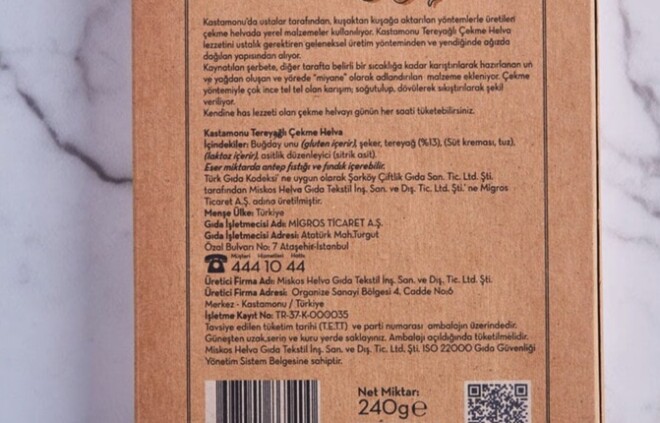 Kastamonu'da ustalar tarafından, kuşaktan kuşağa aktarılan yöntemlerle üretilen
çekme helvada yerel malzemeler kullanılıyor. Kastamonu Tereyağlı Çekme Helva
lezzetini ustalık gerektiren geleneksel üretim yönteminden ve yendiğinde ağızda
dağılan yapısından alıyor.
Kaynatılan şerbete, diğer tarafta belirli bir sıcaklığa kadar karıştırılarak hazırlanan un
ve yağdan oluşan ve yörede "miyane" olarak adlandırılan malzeme ekleniyor. Çekme
yöntemiyle çok ince tel tel olan karışım; soğutulup, dövülerek sıkıştırılarak şekil
veriliyor.
Kendine has lezzeti olan çekme helvayı günün her saati tüketebilirsiniz.
Kastamonu Tereyağlı Çekme Helva
İçindekiler: Buğday unu (gluten içerir), şeker, tereyağ (%13), (Süt kreması, tuz),
(laktoz içerir), asitlik düzenleyici (sitrik asit).
Eser miktarda antep fıstığı ve fındık içerebilir.
Türk Gıda Kodeksi' ne uygun olarak Şarköy Çiftlik Gıda San. Tic. Ltd. Şti.
tarafından Miskos Helva Gıda Tekstil İnş. San. ve Dış. Tic. Ltd. Şti.' ne Migros
Ticaret A.Ş. adına üretilmiştir.
Menşe Ülke: Türkiye
Gıda İşletmecisi Adı: MİGROS TİCARET A.Ş.
Gıda İşletmecisi Adresi: Atatürk Mah.Turgut
Özal Bulvarı No: 7 Ataşehir-İstanbul
Müşteri Hizmetleri Hattı
444 10 44
Üretici Firma Adı: Miskos Helva Gıda Tekstil İnş. San. ve Dış. Tic. Ltd. Şti.
Üretici Firma Adresi: Organize Sanayi Bölgesi 4. Cadde No:6
Merkez - Kastamonu / Türkiye
İşletme Kayıt No: TR-37-K-000035
Tavsiye edilen tüketim tarihi (T.E.T.T) ve parti numarası ambalajın üzerindedir.
Güneşten uzak,serin ve kuru yerde saklayınız. Ambalajı açıldığında tüketilmelidir.
Miskos Helva Gıda Tekstil İnş. San. ve Dış. Tic. Ltd. Şti. ISO 22000 Gıda Güvenliği
Yönetim Sistem Belgesine sahiptir.
Net Miktar:
240g℮